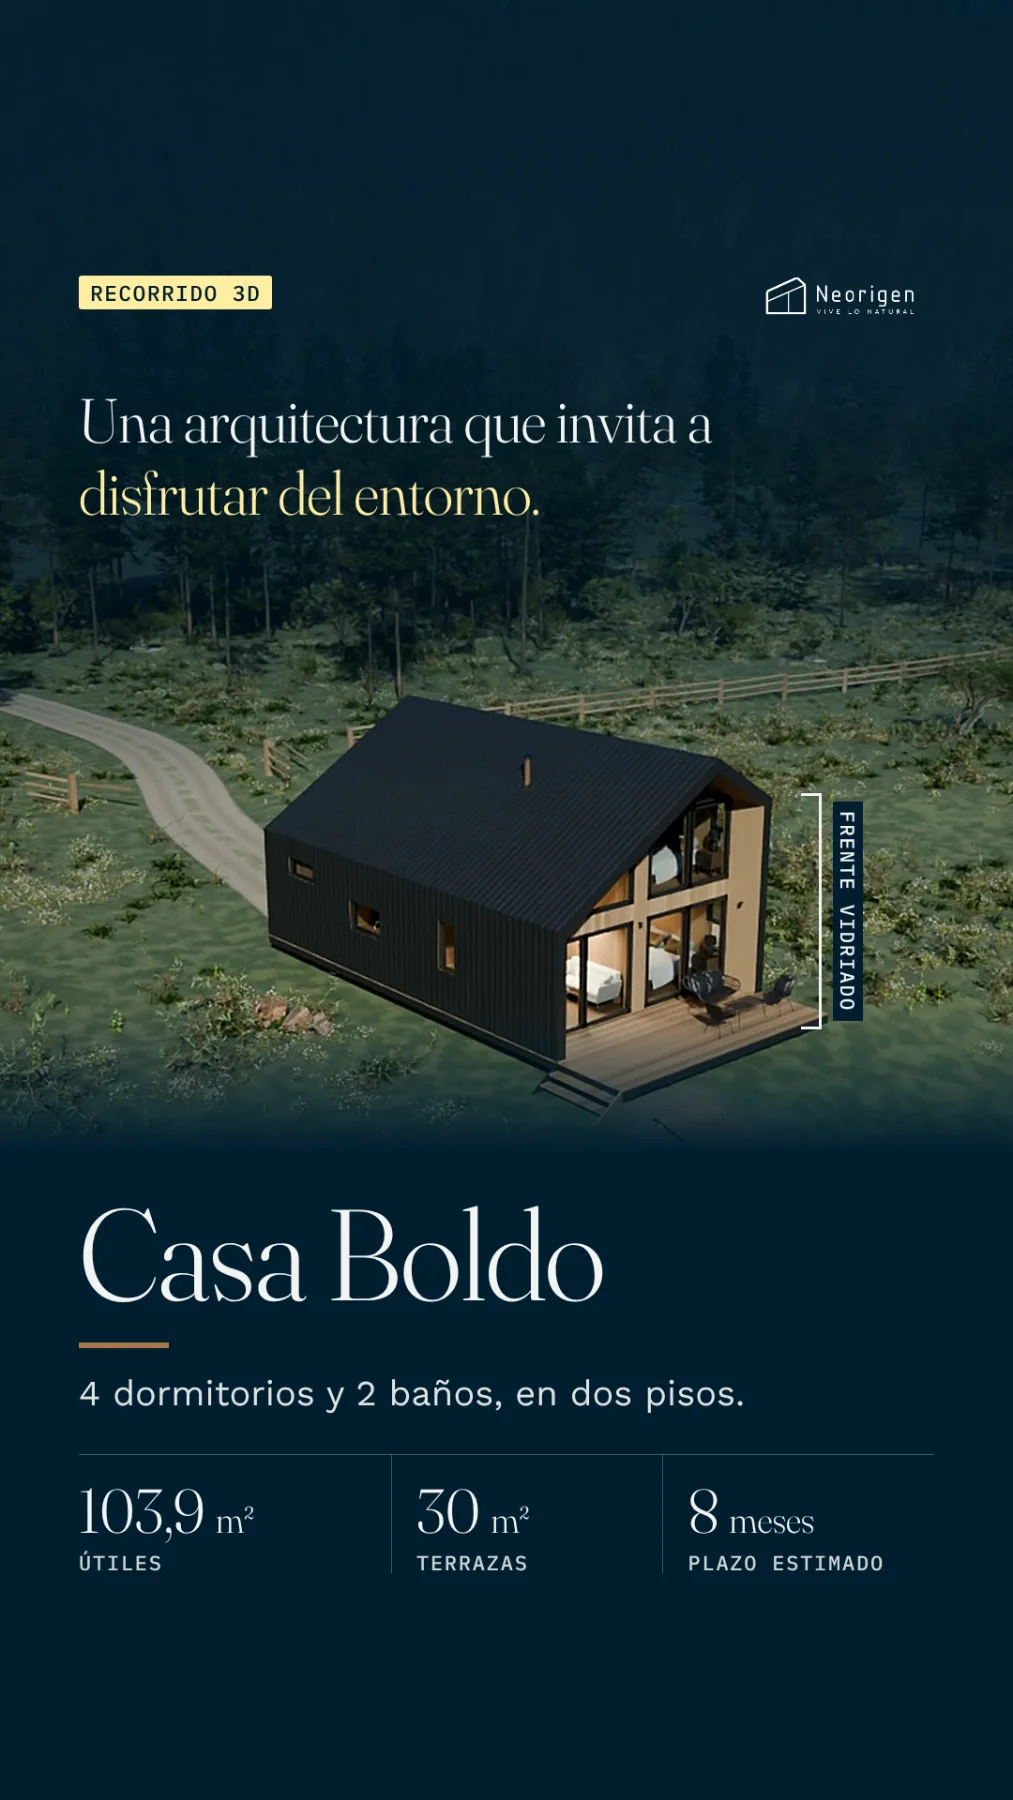 RECORRIDO 3D
Neorigen
VIVE LO NATURAL
Una arquitectura que invita a
disfrutar del entorno.
FRENTE VIDRIADO
Casa Boldo
4 dormitorios y 2 baños, en dos pisos.
103,9 m²
ÚTILES
30 m²
TERRAZAS
8 meses
PLAZO ESTIMADO